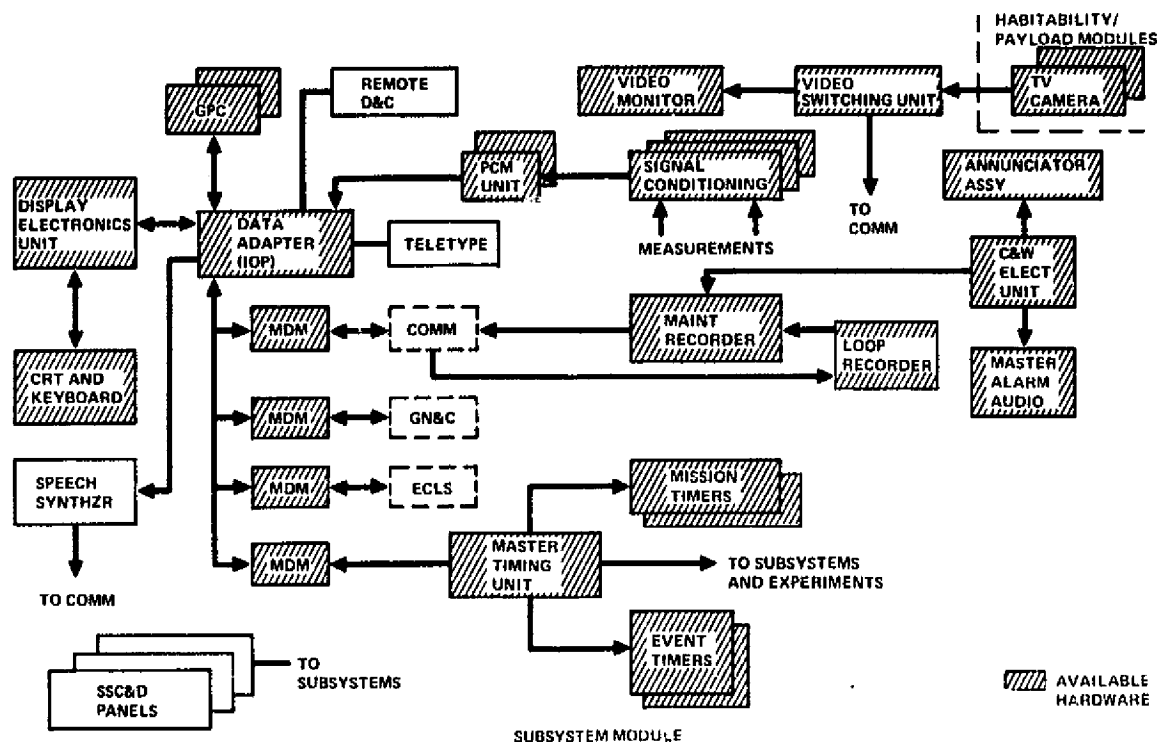 HABITABILITY/
PAYLOAD MODULES
GPC
REMOTE
D&C
VIDEO
MONITOR
VIDEO
SWITCHING UNIT
TV
CAMERA
PCM
UNIT
SIGNAL
CONDITIONING
ANNUNCIATOR
ASSY
DISPLAY
ELECTRONICS
UNIT
DATA
ADAPTER
(IOP)
TELETYPE
MEASUREMENTS
TO
COMM
C&W
ELECT
UNIT
MDM
COMM
MAINT
RECORDER
LOOP
RECORDER
MASTER
ALARM
AUDIO
CRT AND
KEYBOARD
MDM
GN&C
SPEECH
SYNTHZR
MDM
ECLS
MISSION
TIMERS
MDM
MASTER
TIMING
UNIT
TO SUBSYSTEMS
AND EXPERIMENTS
TO COMM
EVENT
TIMERS
SSC&D
PANELS
TO
SUBSYSTEMS
AVAILABLE
HARDWARE
SUBSYSTEM MODULE